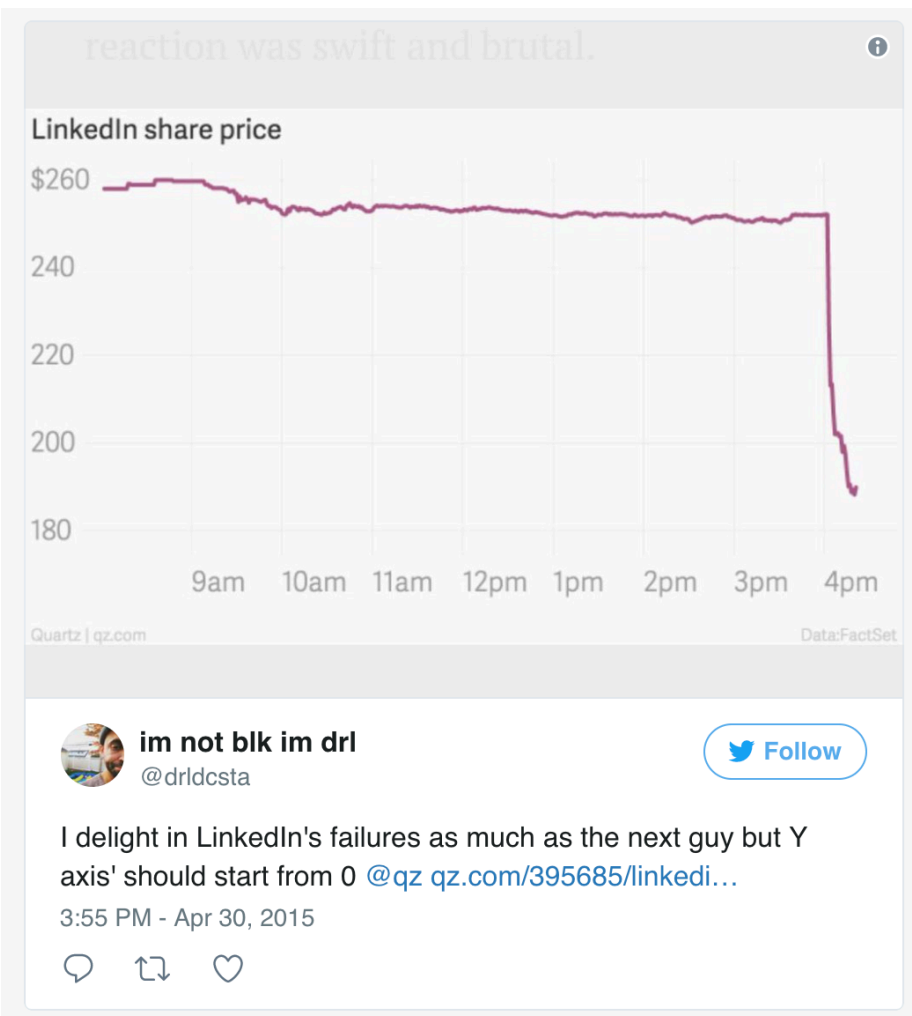 reaction was swift and brutal.
LinkedIn share price
$260
240
220
200
180
9am 10am 11am 12pm 1pm 2pm 3pm 4pm
Quartz | qz.com Data:FactSet
im not blk im drl
@drldcsta
Follow
I delight in LinkedIn's failures as much as the next guy but Y
axis' should start from 0 @qz qz.com/395685/linkedi…
3:55 PM - Apr 30, 2015